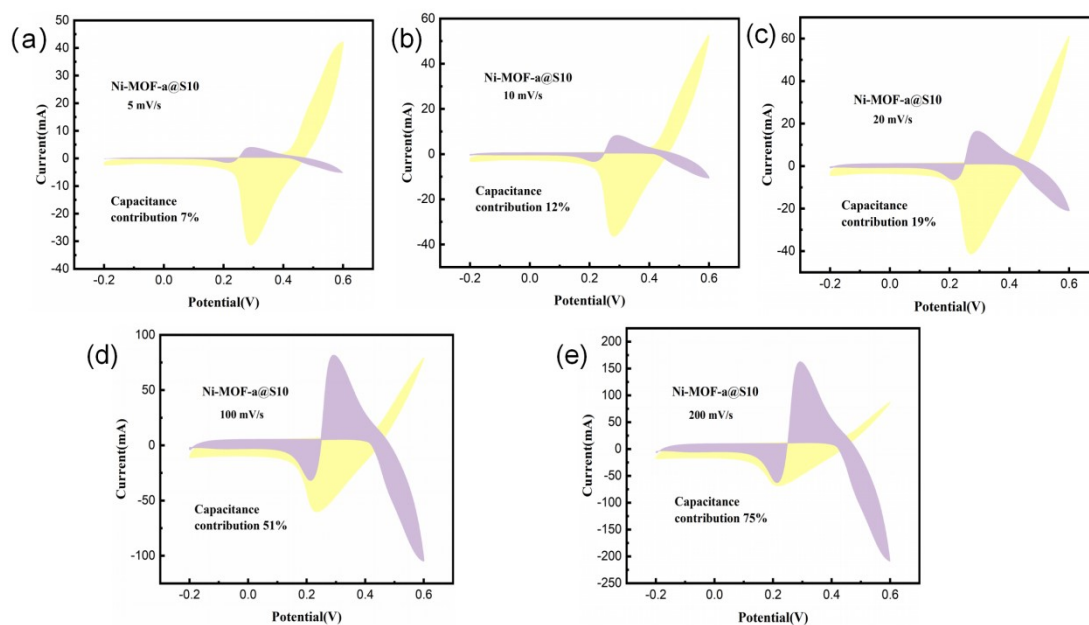 (a)
50
40
30
20
10
0
-10
-20
-30
-40
Current(mA)
Ni-MOF-a@S10
5 mV/s
Capacitance
contribution 7%
-0.2 0.0 0.2 0.4 0.6
Potential(V)
(b)
60
40
20
0
-20
-40
-60
Current(mA)
Ni-MOF-a@S10
10 mV/s
Capacitance
contribution 12%
-0.2 0.0 0.2 0.4 0.6
Potential(V)
(c)
60
40
20
0
-20
-40
Current(mA)
Ni-MOF-a@S10
20 mV/s
Capacitance
contribution 19%
-0.2 0.0 0.2 0.4 0.6
Potential(V)
(d)
100
50
0
-50
-100
Current(mA)
Ni-MOF-a@S10
100 mV/s
Capacitance
contribution 51%
-0.2 0.0 0.2 0.4 0.6
Potential(V)
(e)
200
150
100
50
0
-50
-100
-150
-200
-250
Current(mA)
Ni-MOF-a@S10
200 mV/s
Capacitance
contribution 75%
-0.2 0.0 0.2 0.4 0.6
Potential(V)